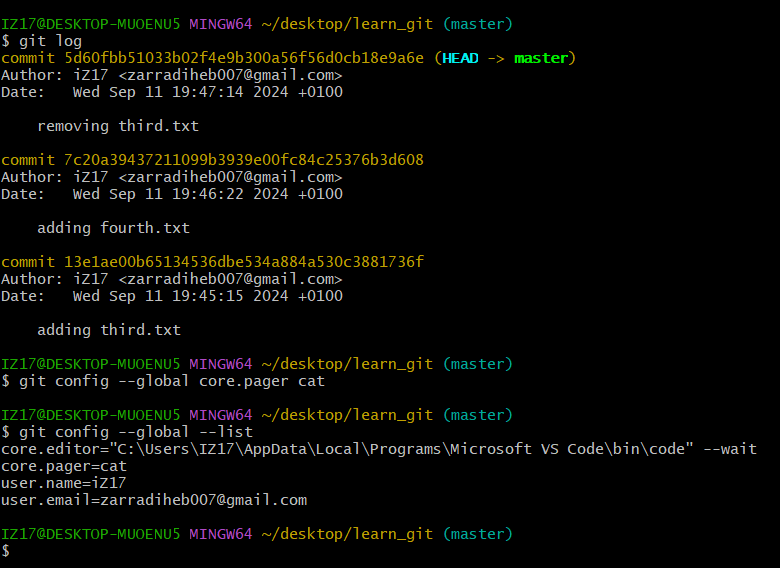 IZ17@DESKTOP-MUOENU5 MINGW64 ~/desktop/learn_git (master)
$ git log
commit 5d60fbb51033b02f4e9b300a56f56d0cb18e9a6e (HEAD -> master)
Author: iZ17 <zarradiheb007@gmail.com>
Date:   Wed Sep 11 19:47:14 2024 +0100
    removing third.txt
commit 7c20a39437211099b3939e00fc84c25376b3d608
Author: iZ17 <zarradiheb007@gmail.com>
Date:   Wed Sep 11 19:46:22 2024 +0100
    adding fourth.txt
commit 13e1ae00b65134536dbe534a884a530c3881736f
Author: iZ17 <zarradiheb007@gmail.com>
Date:   Wed Sep 11 19:45:15 2024 +0100
    adding third.txt
IZ17@DESKTOP-MUOENU5 MINGW64 ~/desktop/learn_git (master)
$ git config --global core.pager cat
IZ17@DESKTOP-MUOENU5 MINGW64 ~/desktop/learn_git (master)
$ git config --global --list
core.editor="C:\Users\IZ17\AppData\Local\Programs\Microsoft VS Code\bin\code" --wait
core.pager=cat
user.name=iZ17
user.email=zarradiheb007@gmail.com
IZ17@DESKTOP-MUOENU5 MINGW64 ~/desktop/learn_git (master)
$